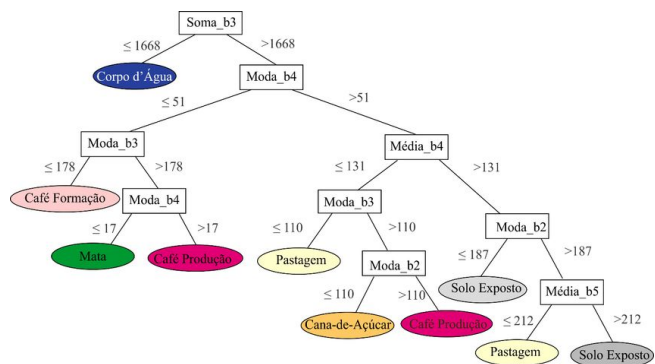 Soma_b3
≤ 1668 >1668
Corpo d'Água Moda_b4
≤ 51 >51
Moda_b3 Média_b4
≤ 178 >178 ≤ 131 >131
Café Formação Moda_b4 Moda_b3 Moda_b2
≤ 17 >17 ≤ 110 >110 ≤ 187 >187
Mata Café Produção Pastagem Moda_b2 Solo Exposto Média_b5
≤ 110 >110 ≤ 212 >212
Cana-de-Açúcar Café Produção Pastagem Solo Exposto